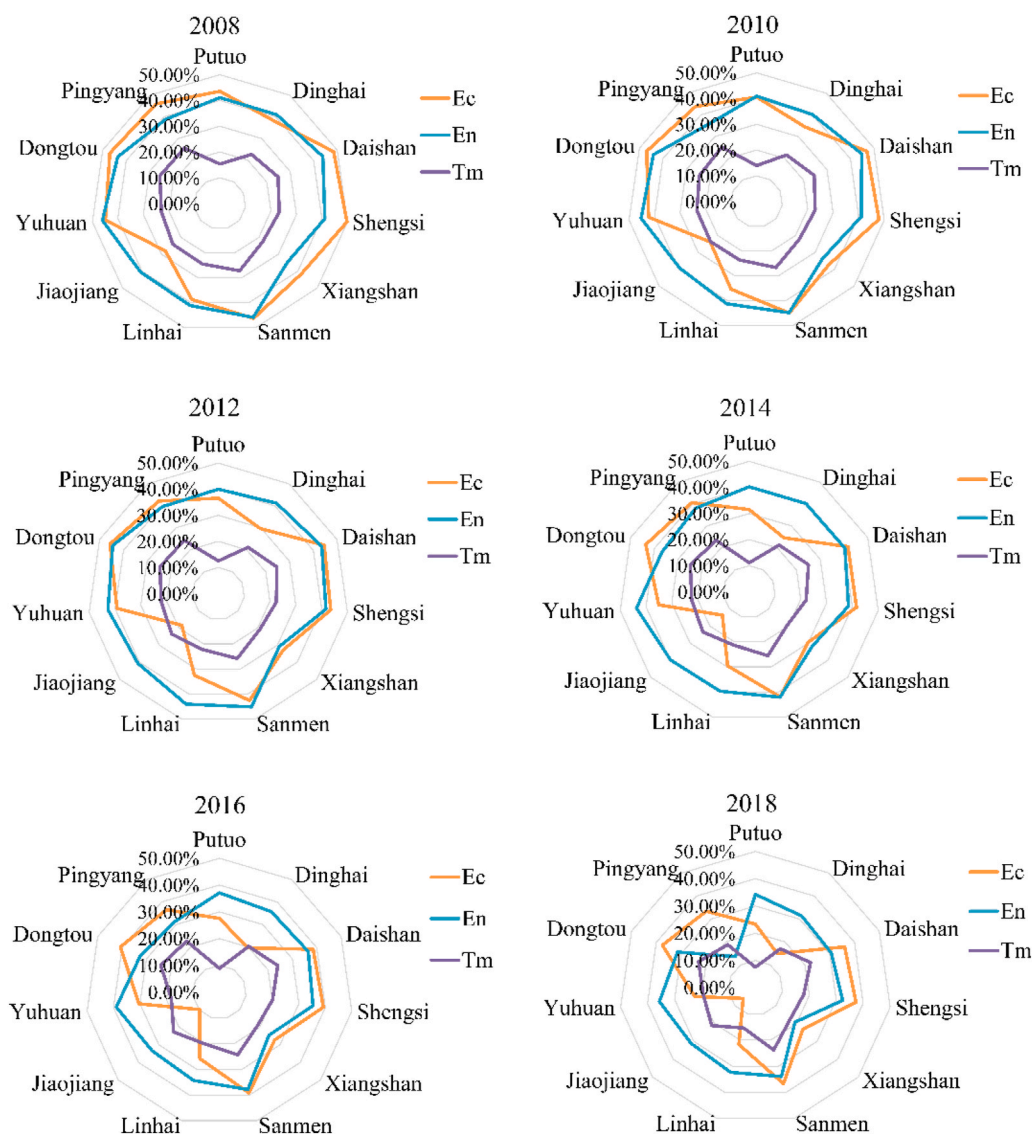 2008
Putuo
50.00%
Pingyang
Dinghai
40.00%
30.00%
Dongtou
20.00%
Daishan
10.00%
0.00%
Yuhuan
Shengsi
Jiaojiang
Xiangshan
Linhai
Sanmen
Ec
En
Tm
2010
Putuo
50.00%
Pingyang
Dinghai
40.00%
30.00%
Dongtou
20.00%
Daishan
10.00%
0.00%
Yuhuan
Shengsi
Jiaojiang
Xiangshan
Linhai
Sanmen
Ec
En
Tm
2012
Putuo
50.00%
Pingyang
Dinghai
40.00%
30.00%
Dongtou
20.00%
Daishan
10.00%
0.00%
Yuhuan
Shengsi
Jiaojiang
Xiangshan
Linhai
Sanmen
Ec
En
Tm
2014
Putuo
50.00%
Pingyang
Dinghai
40.00%
30.00%
Dongtou
20.00%
Daishan
10.00%
0.00%
Yuhuan
Shengsi
Jiaojiang
Xiangshan
Linhai
Sanmen
Ec
En
Tm
2016
Putuo
50.00%
Pingyang
Dinghai
40.00%
30.00%
Dongtou
20.00%
Daishan
10.00%
0.00%
Yuhuan
Shengsi
Jiaojiang
Xiangshan
Linhai
Sanmen
Ec
En
Tm
2018
Putuo
50.00%
Pingyang
Dinghai
40.00%
30.00%
Dongtou
20.00%
Daishan
10.00%
0.00%
Yuhuan
Shengsi
Jiaojiang
Xiangshan
Linhai
Sanmen
Ec
En
Tm